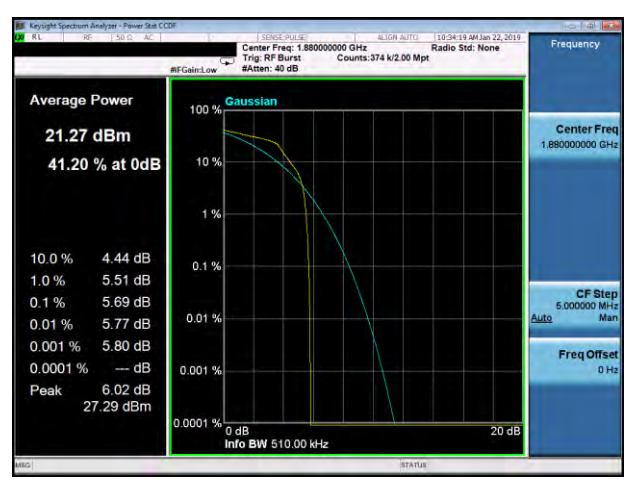 Keysight Spectrum Analyzer - Power Stat CCDF
RL RF 50 Ω AC SENSE:PULSE ALIGN AUTO 10:34:19 AM Jan 22, 2019
Center Freq: 1.880000000 GHz Radio Std: None
Trig: RF Burst Counts:374 k/2.00 Mpt
#IFGain:Low #Atten: 40 dB
Frequency
Average Power
21.27 dBm
41.20 % at 0dB
10.0 % 4.44 dB
1.0 % 5.51 dB
0.1 % 5.69 dB
0.01 % 5.77 dB
0.001 % 5.80 dB
0.0001 % --- dB
Peak 6.02 dB
27.29 dBm
Gaussian
100 %
10 %
1 %
0.1 %
0.01 %
0.001 %
0.0001 %
0 dB 20 dB
Info BW 510.00 kHz
Center Freq
1.880000000 GHz
CF Step
5.000000 MHz
Auto Man
Freq Offset
0 Hz
MSG STATUS